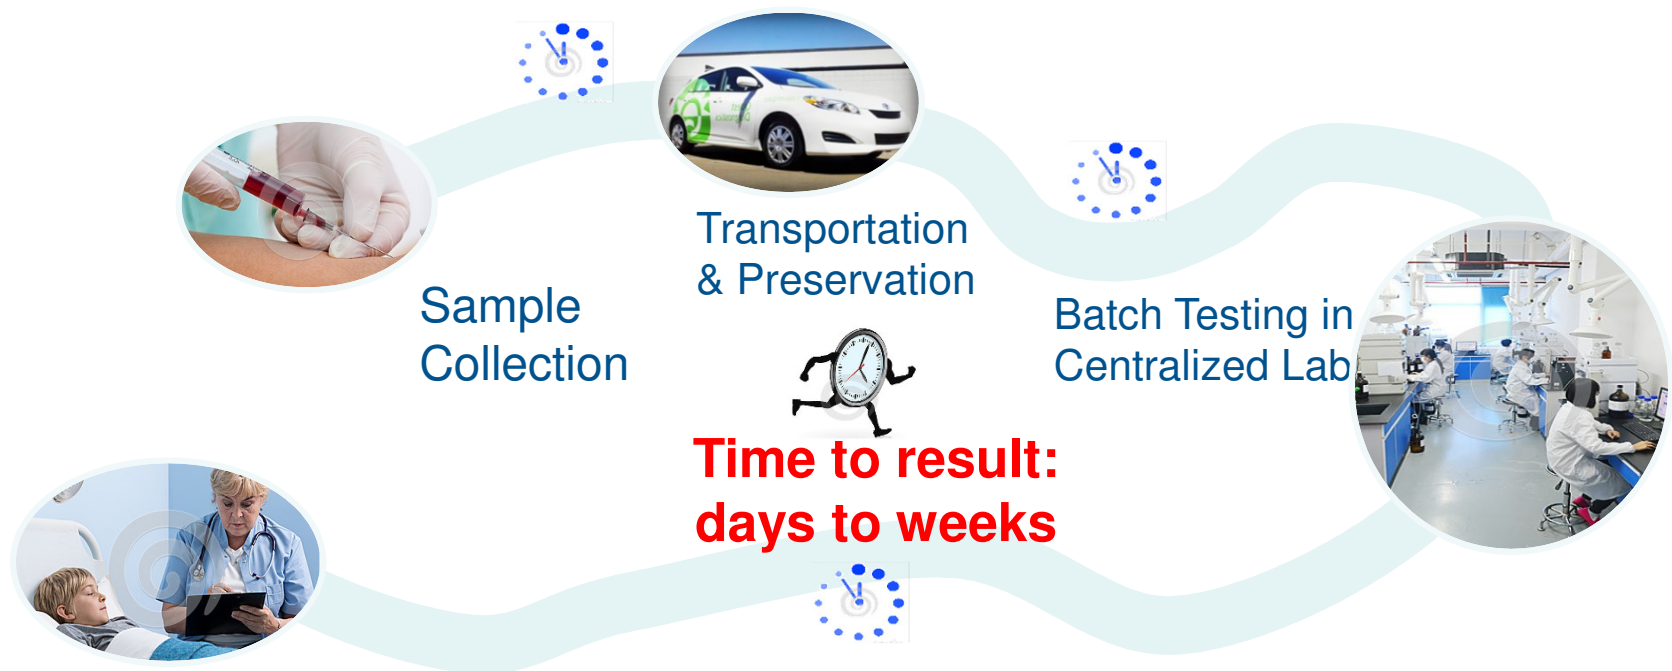 Transportation
& Preservation
Sample
Collection
Batch Testing in
Centralized Lab
Time to result:
days to weeks